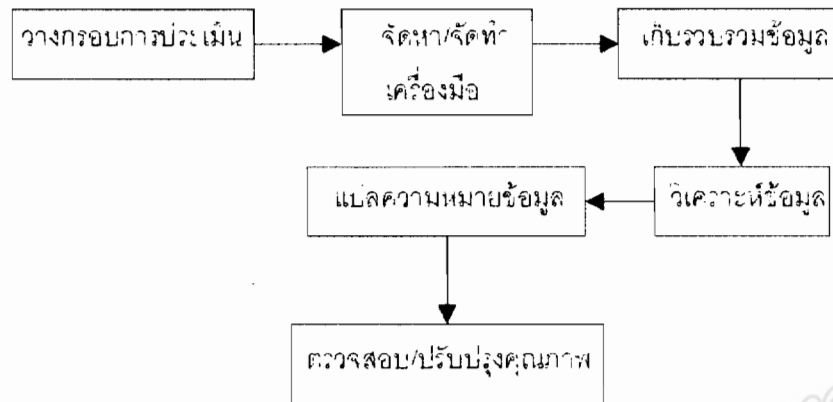 วางกรอบการประเมิน
จัดหา/จัดทำ
เครื่องมือ
เก็บรวบรวมข้อมูล
วิเคราะห์ข้อมูล
แปลความหมายข้อมูล
ตรวจสอบ/ปรับปรุงคุณภาพ